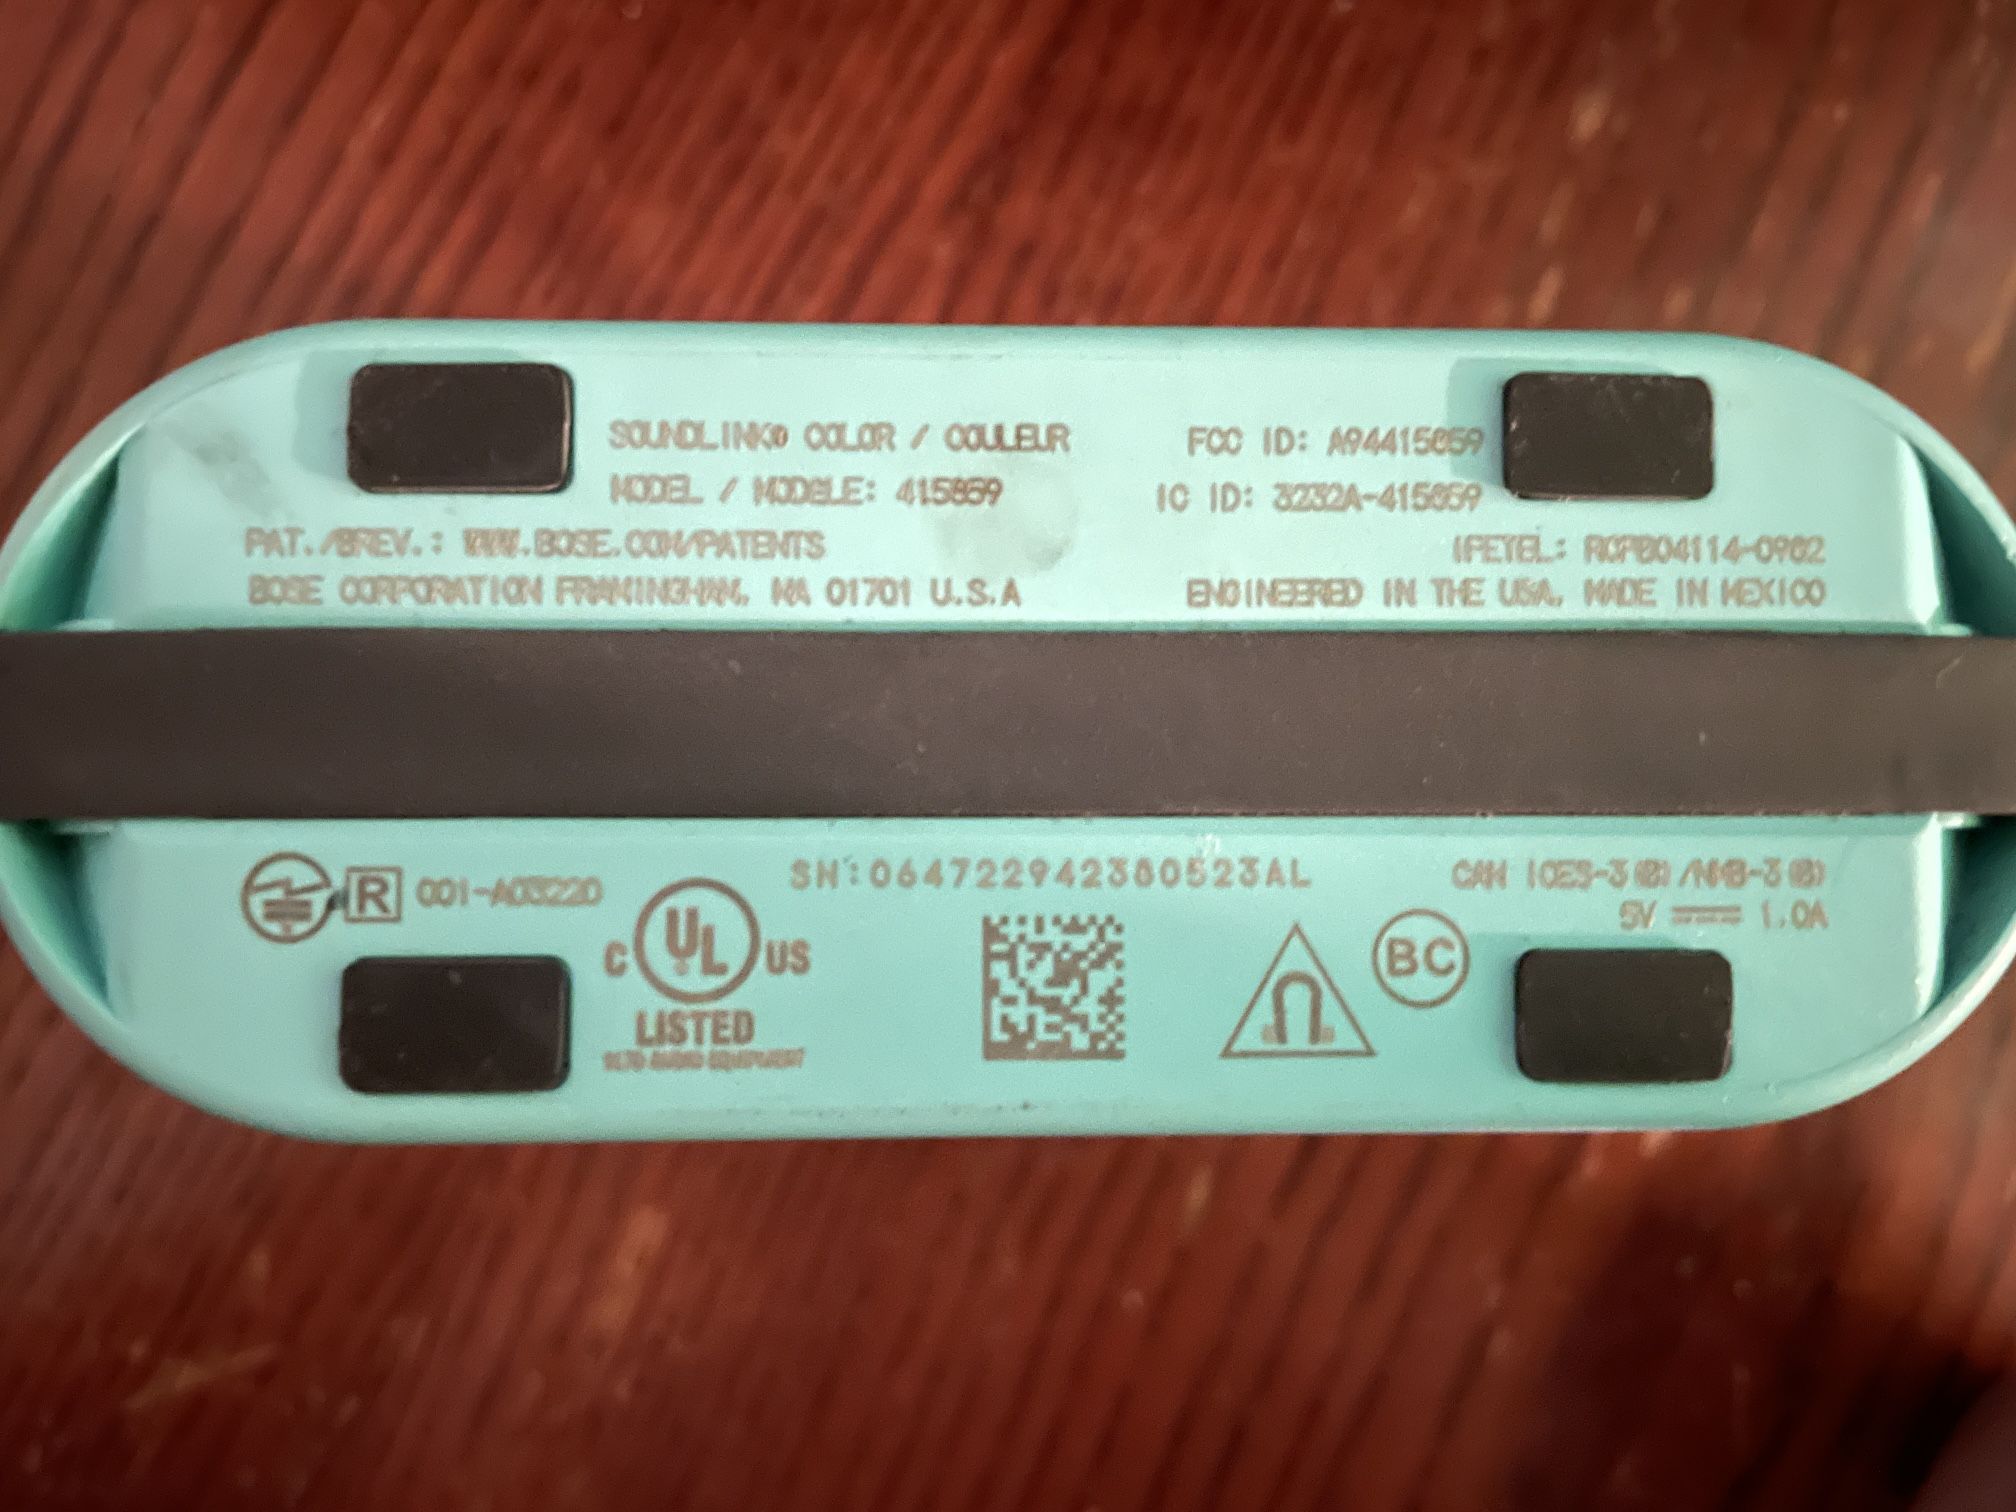 SOUNDLINK® COLOR / COULEUR
MODEL / MODÈLE: 415859
PAT./BREV.: WWW.BOSE.COM/PATENTS
BOSE CORPORATION FRAMINGHAM, MA 01701 U.S.A
FCC ID: A94415859
IC ID: 3232A-415859
IFETEL:
ENGINEERED IN THE USA, MADE IN MEXICO
R 001-A03220
C UL US
LISTED
AUDIO EQUIPMENT
SN:064722942380523AL
BC
CAN ICES-3(B)/NMB-3(B)
5V 1.0A